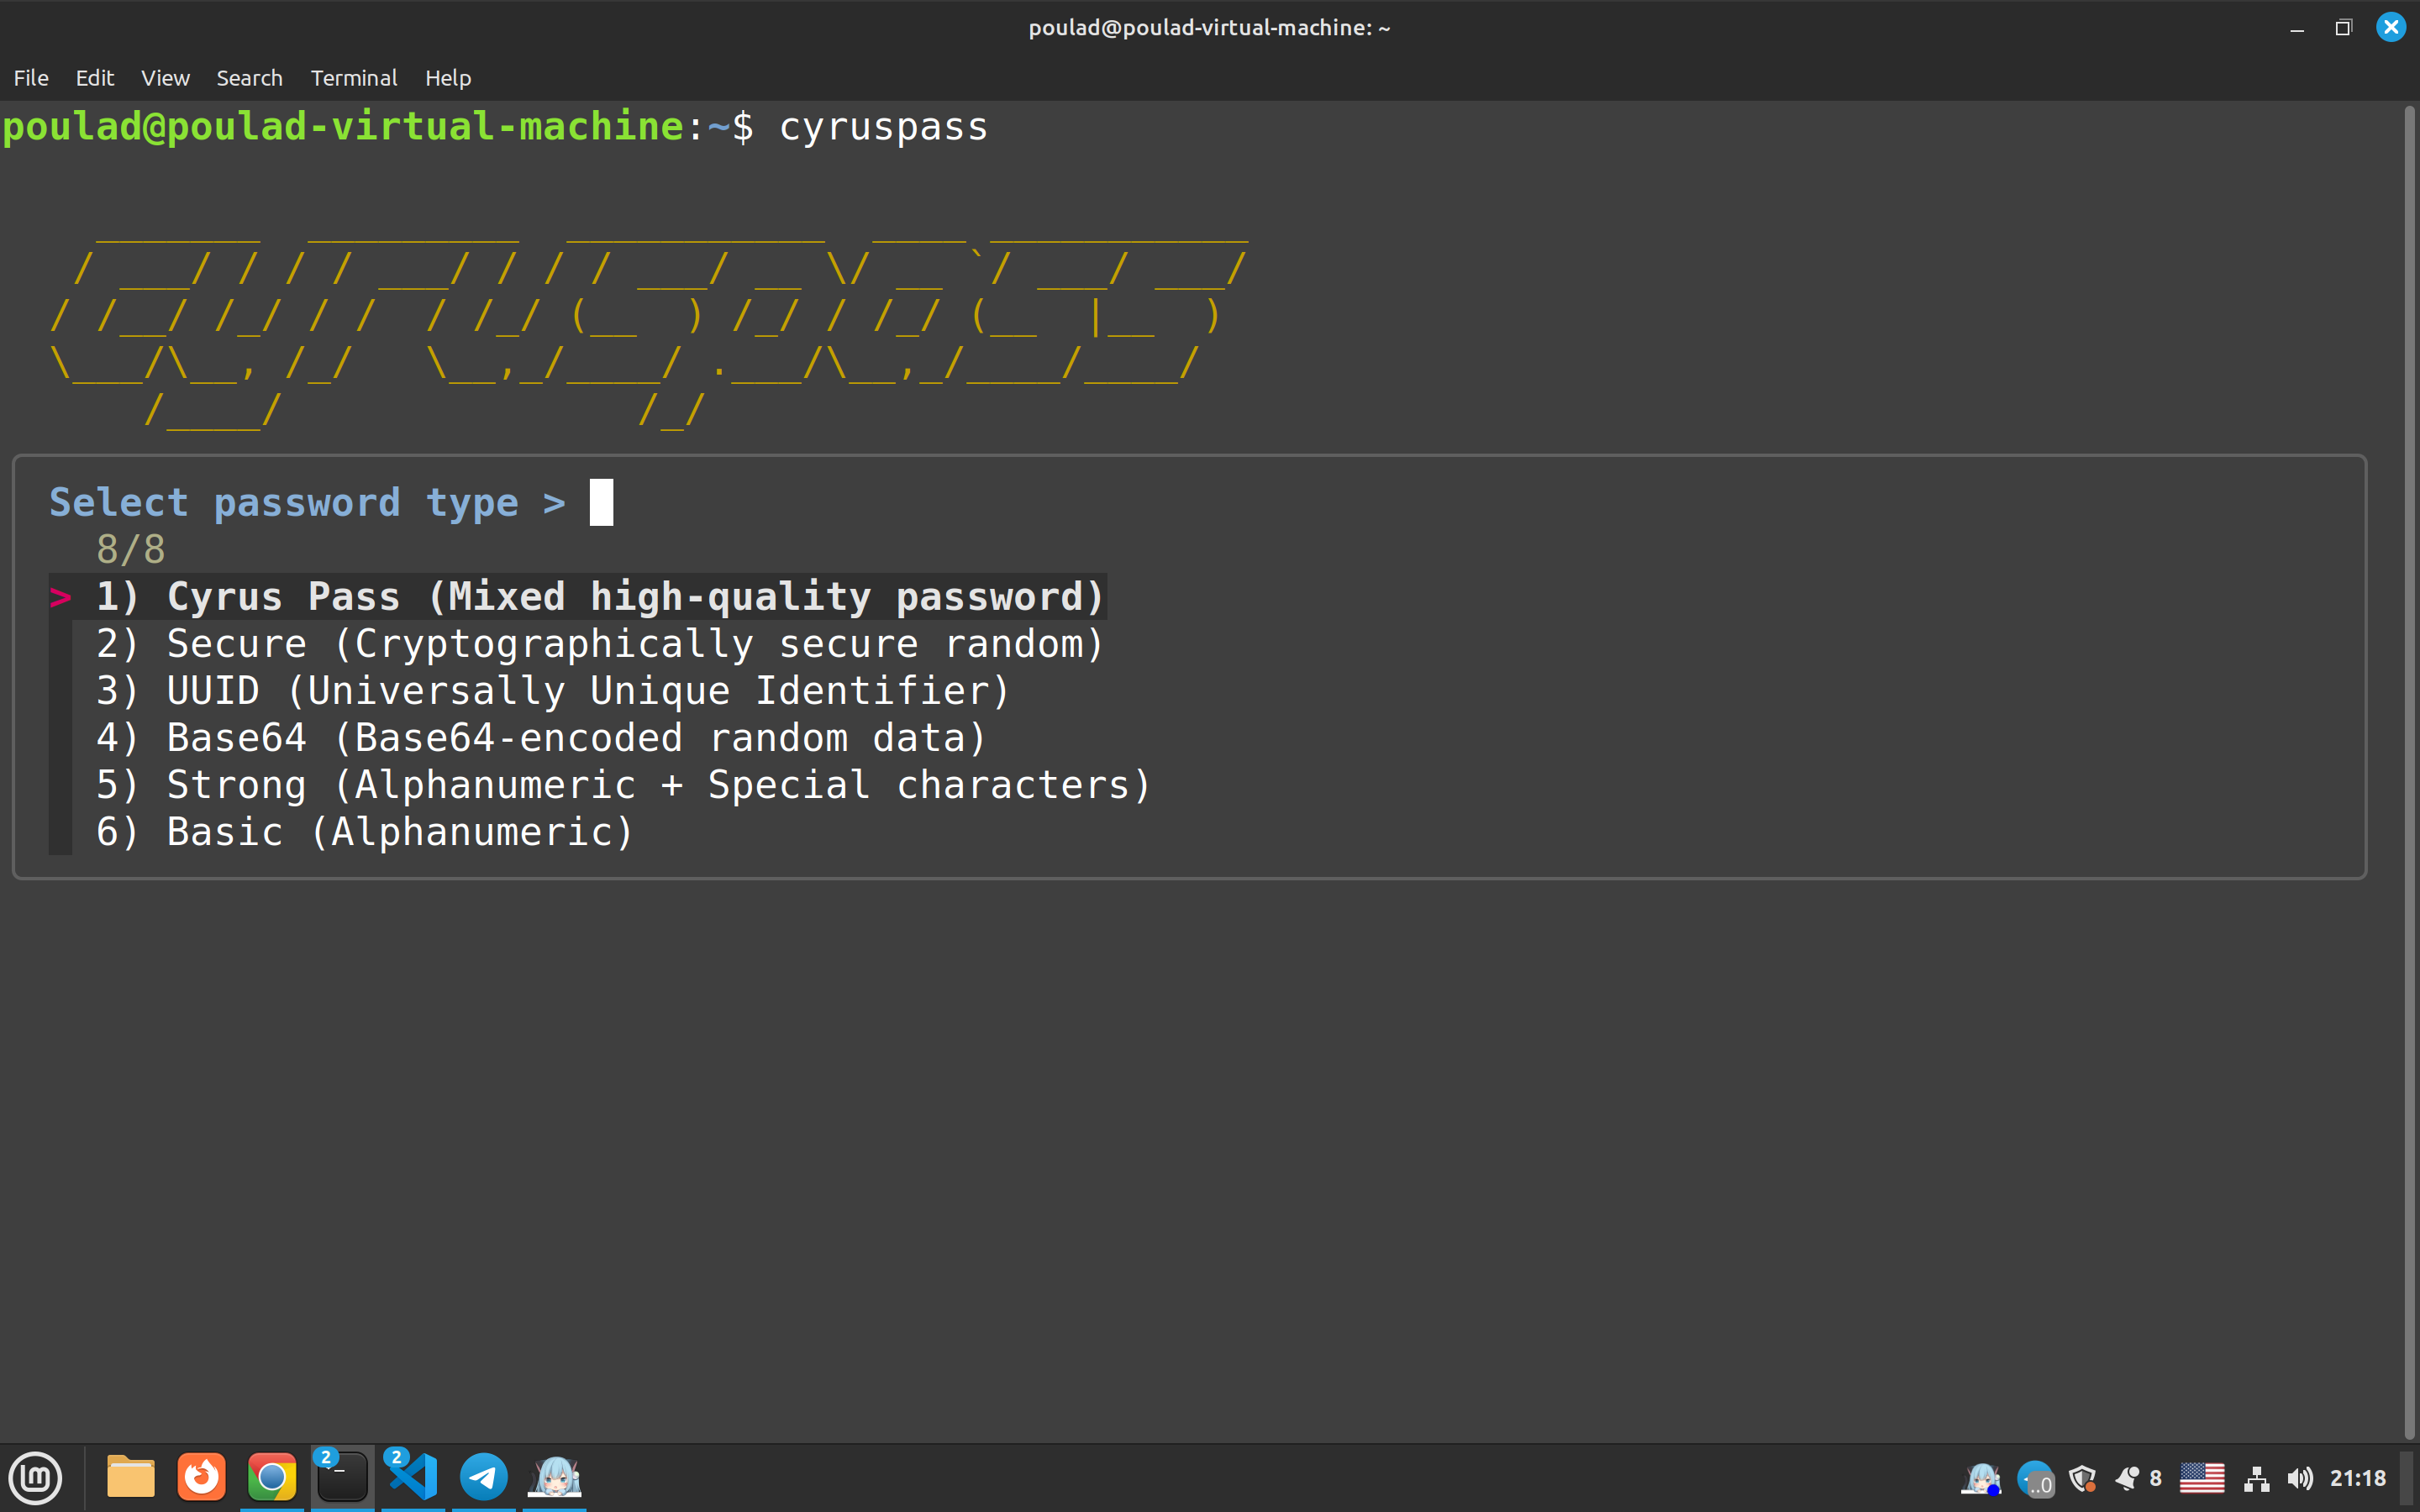 poulad@poulad-virtual-machine: ~
File Edit View Search Terminal Help
poulad@poulad-virtual-machine:~$ cyruspass
cyruspass
Select password type >
8/8
> 1) Cyrus Pass (Mixed high-quality password)
2) Secure (Cryptographically secure random)
3) UUID (Universally Unique Identifier)
4) Base64 (Base64-encoded random data)
5) Strong (Alphanumeric + Special characters)
6) Basic (Alphanumeric)
2 2 ..0 8 21:18